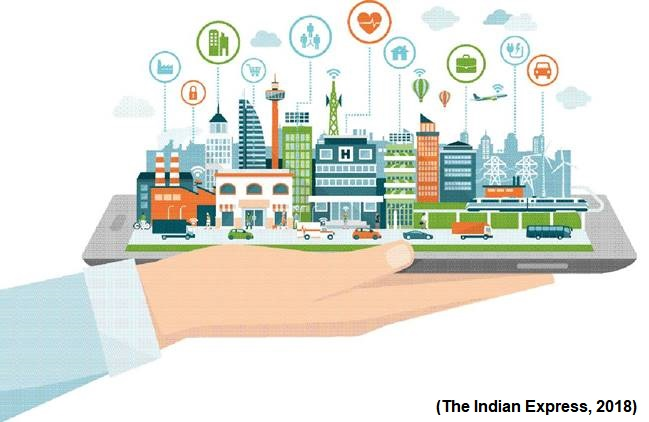 H
(The Indian Express, 2018)